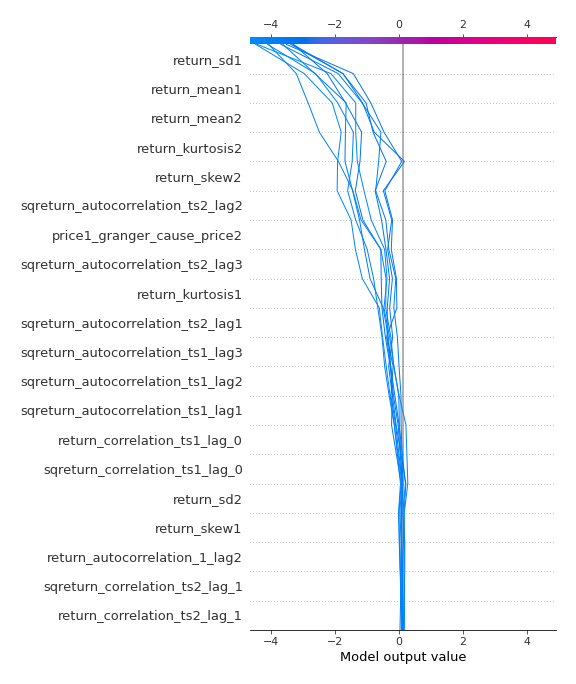 −4 −2 0 2 4
return_sd1
return_mean1
return_mean2
return_kurtosis2
return_skew2
sqreturn_autocorrelation_ts2_lag2
price1_granger_cause_price2
sqreturn_autocorrelation_ts2_lag3
return_kurtosis1
sqreturn_autocorrelation_ts2_lag1
sqreturn_autocorrelation_ts1_lag3
sqreturn_autocorrelation_ts1_lag2
sqreturn_autocorrelation_ts1_lag1
return_correlation_ts1_lag_0
sqreturn_correlation_ts1_lag_0
return_sd2
return_skew1
return_autocorrelation_1_lag2
sqreturn_correlation_ts2_lag_1
return_correlation_ts2_lag_1
−4 −2 0 2 4
Model output value